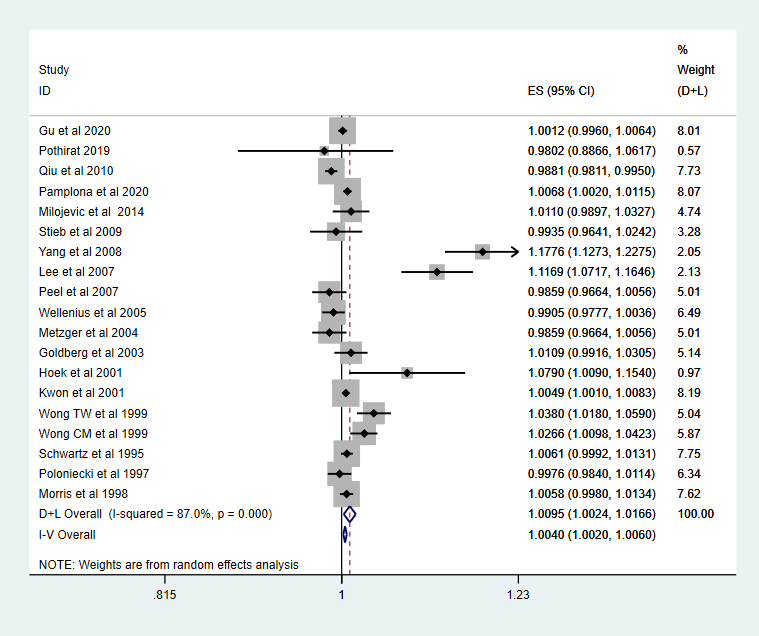 %
Study Weight
ID ES (95% CI) (D+L)
Gu et al 2020 1.0012 (0.9960, 1.0064) 8.01
Pothirat 2019 0.9802 (0.8866, 1.0617) 0.57
Qiu et al 2010 0.9881 (0.9811, 0.9950) 7.73
Pamplona et al 2020 1.0068 (1.0020, 1.0115) 8.07
Milojevic et al  2014 1.0110 (0.9897, 1.0327) 4.74
Stieb et al 2009 0.9935 (0.9641, 1.0242) 3.28
Yang et al 2008 1.1776 (1.1273, 1.2275) 2.05
Lee et al 2007 1.1169 (1.0717, 1.1646) 2.13
Peel et al 2007 0.9859 (0.9664, 1.0056) 5.01
Wellenius et al 2005 0.9905 (0.9777, 1.0036) 6.49
Metzger et al 2004 0.9859 (0.9664, 1.0056) 5.01
Goldberg et al 2003 1.0109 (0.9916, 1.0305) 5.14
Hoek et al 2001 1.0790 (1.0090, 1.1540) 0.97
Kwon et al 2001 1.0049 (1.0010, 1.0083) 8.19
Wong TW et al 1999 1.0380 (1.0180, 1.0590) 5.04
Wong CM et al 1999 1.0266 (1.0098, 1.0423) 5.87
Schwartz et al 1995 1.0061 (0.9992, 1.0131) 7.75
Poloniecki et al 1997 0.9976 (0.9840, 1.0114) 6.34
Morris et al 1998 1.0058 (0.9980, 1.0134) 7.62
D+L Overall  (I-squared = 87.0%, p = 0.000) 1.0095 (1.0024, 1.0166) 100.00
I-V Overall 1.0040 (1.0020, 1.0060)
NOTE: Weights are from random effects analysis
.815 1 1.23